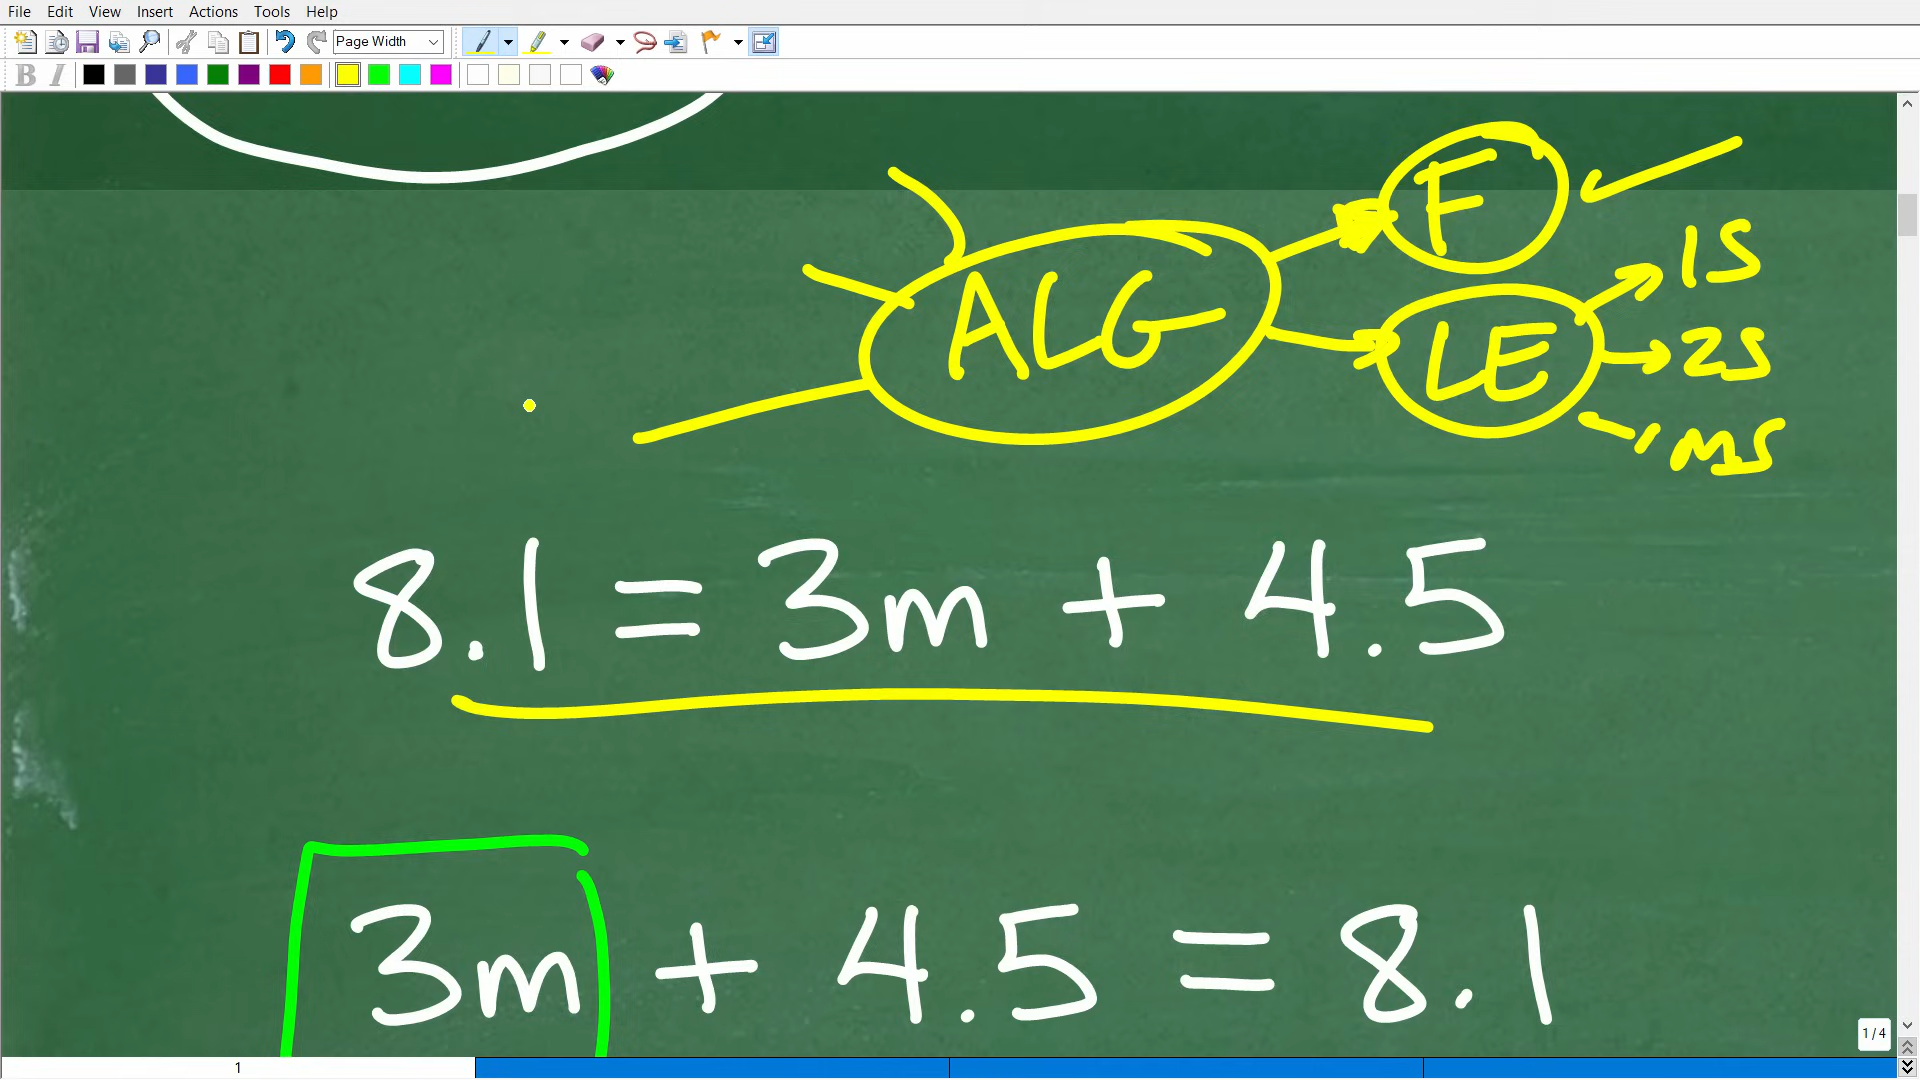 File Edit View Insert Actions Tools Help
Page Width
B I
F
1S
ALG
LE
2S
MS
8.1 = 3m + 4.5
3m + 4.5 = 8.1
1 / 4
1